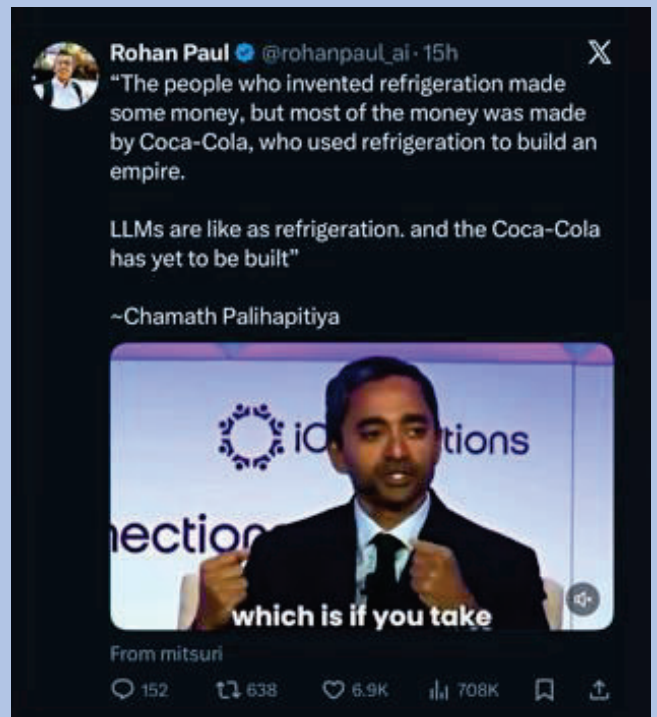 Rohan Paul @rohanpaul_ai · 15h
“The people who invented refrigeration made
some money, but most of the money was made
by Coca-Cola, who used refrigeration to build an
empire.
LLMs are like as refrigeration. and the Coca-Cola
has yet to be built”
~Chamath Palihapitiya
iC tions
nection
which is if you take
From mitsuri
152 638 6.9K 708K